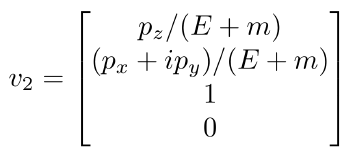 p_z/(E + m)
(p_x + ip_y)/(E + m)
v_2 =
1
0